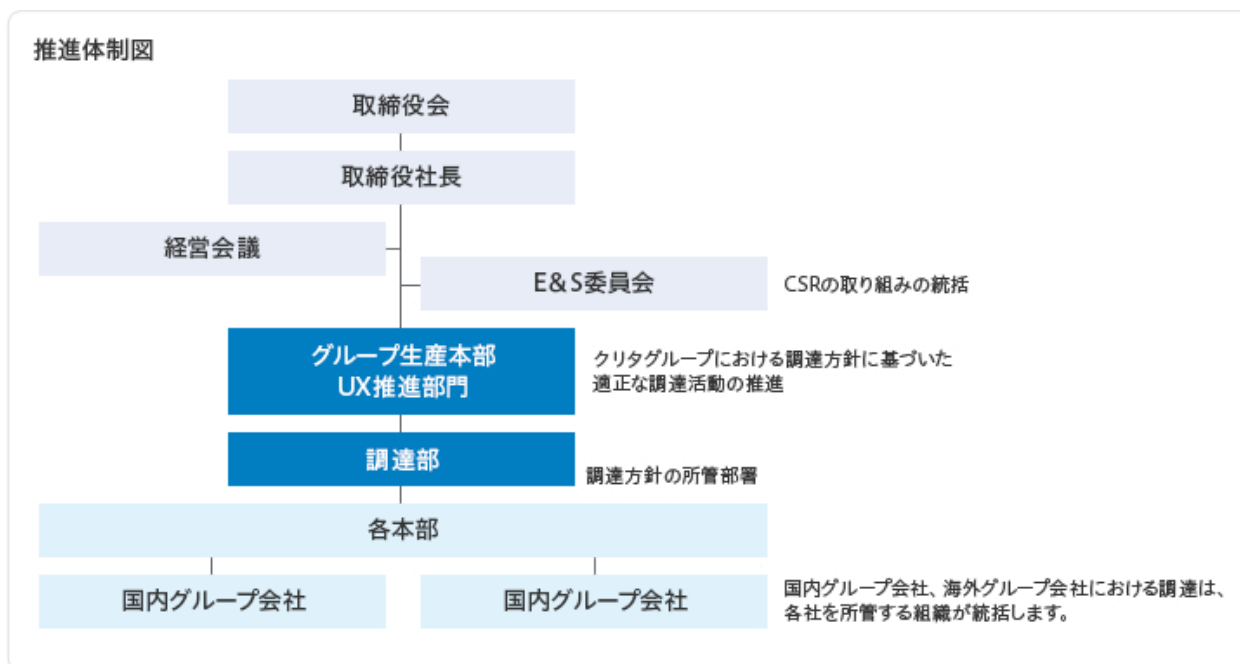 推進体制図
取締役会
取締役社長
経営会議
E&S委員会
CSRの取り組みの統括
グループ生産本部
UX推進部門
クリタグループにおける調達方針に基づいた
適正な調達活動の推進
調達部
調達方針の所管部署
各本部
国内グループ会社
国内グループ会社
国内グループ会社、海外グループ会社における調達は、
各社を所管する組織が統括します。